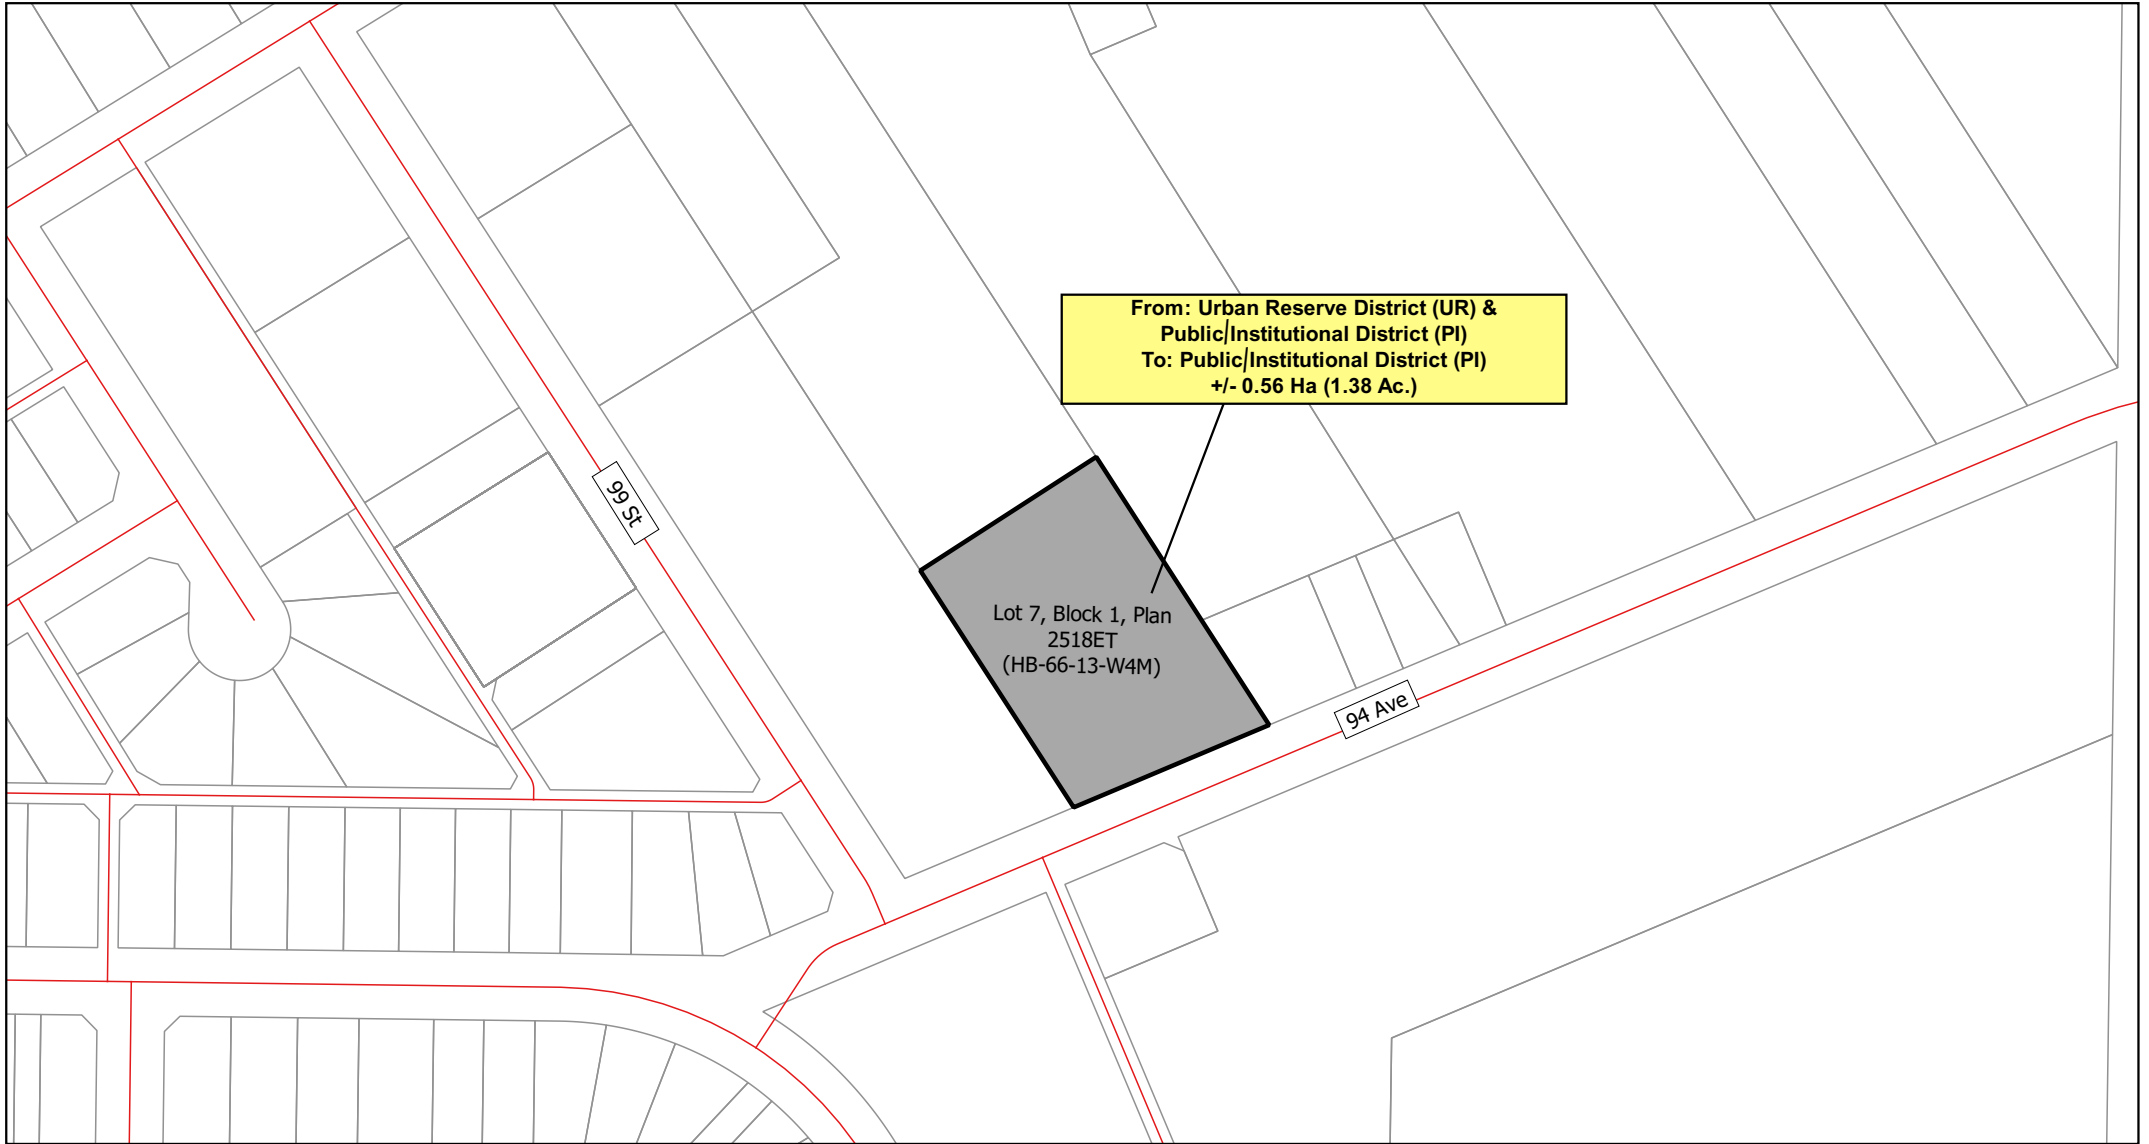 From: Urban Reserve District (UR) &
Public/Institutional District (PI)
To: Public/Institutional District (PI)
+/- 0.56 Ha (1.38 Ac.)
99 St
Lot 7, Block 1, Plan
2518ET
(HB-66-13-W4M)
94 Ave